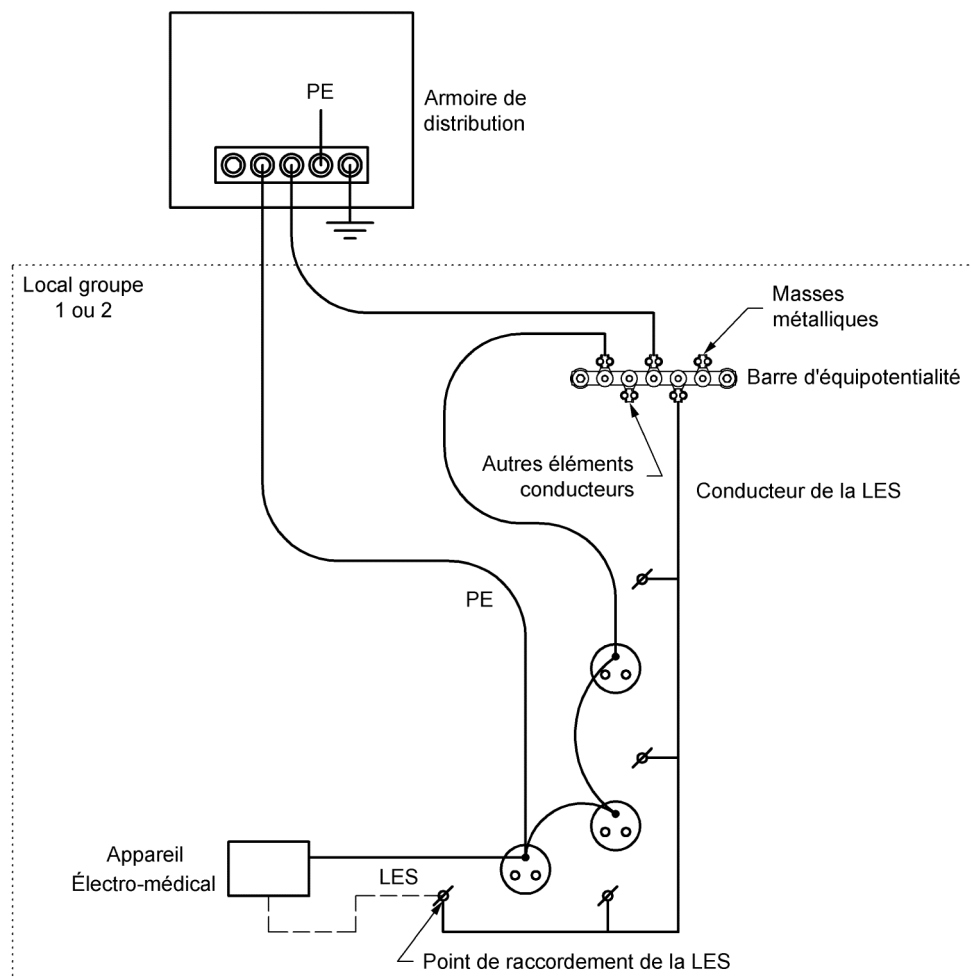 PE
Armoire de
distribution
Local groupe
1 ou 2
Masses
métalliques
Barre d'équipotentialité
Autres éléments
conducteurs
Conducteur de la LES
PE
Appareil
Électro-médical
LES
Point de raccordement de la LES